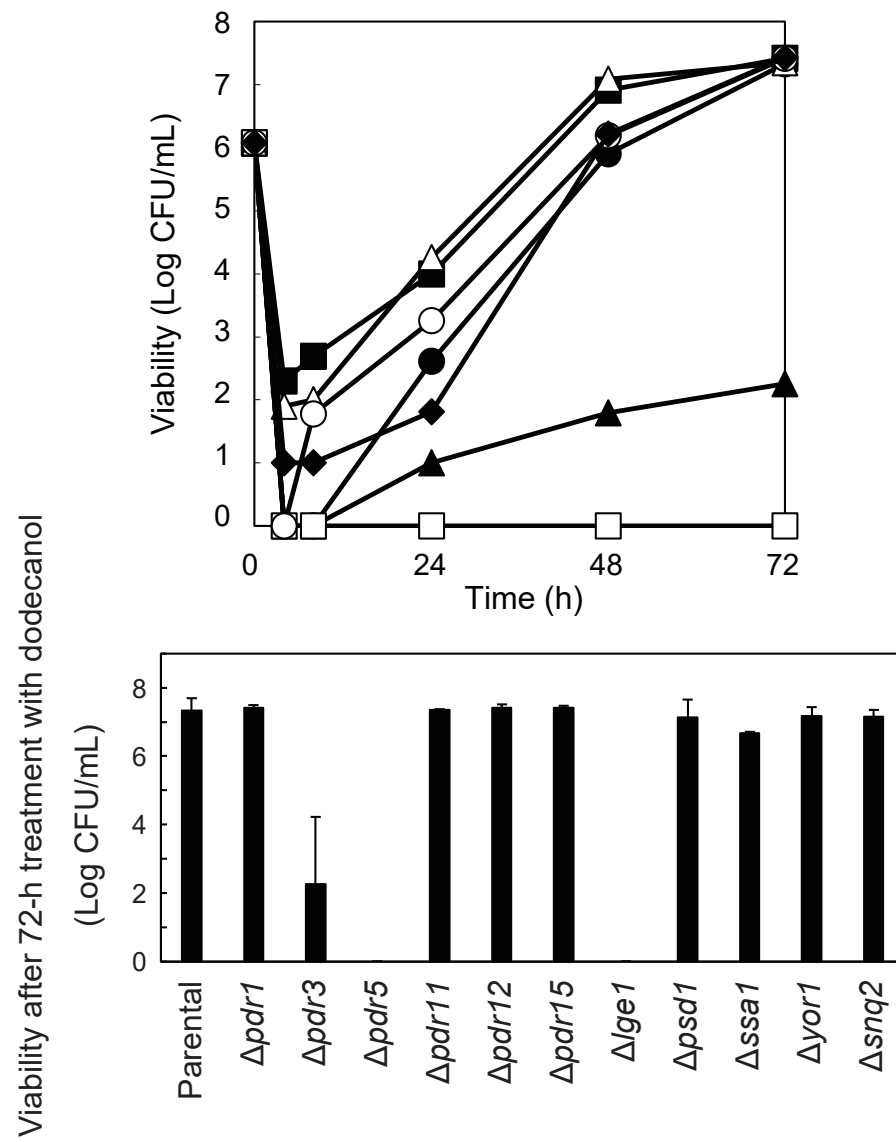 8
7
6
5
4
3
2
1
0
Viability (Log CFU/mL)
0 24 48 72
Time (h)
Viability after 72-h treatment with dodecanol
(Log CFU/mL)
8
6
4
2
0
Parental
Δpdr1
Δpdr3
Δpdr5
Δpdr11
Δpdr12
Δpdr15
Δlge1
Δpsd1
Δssa1
Δyor1
Δsnq2